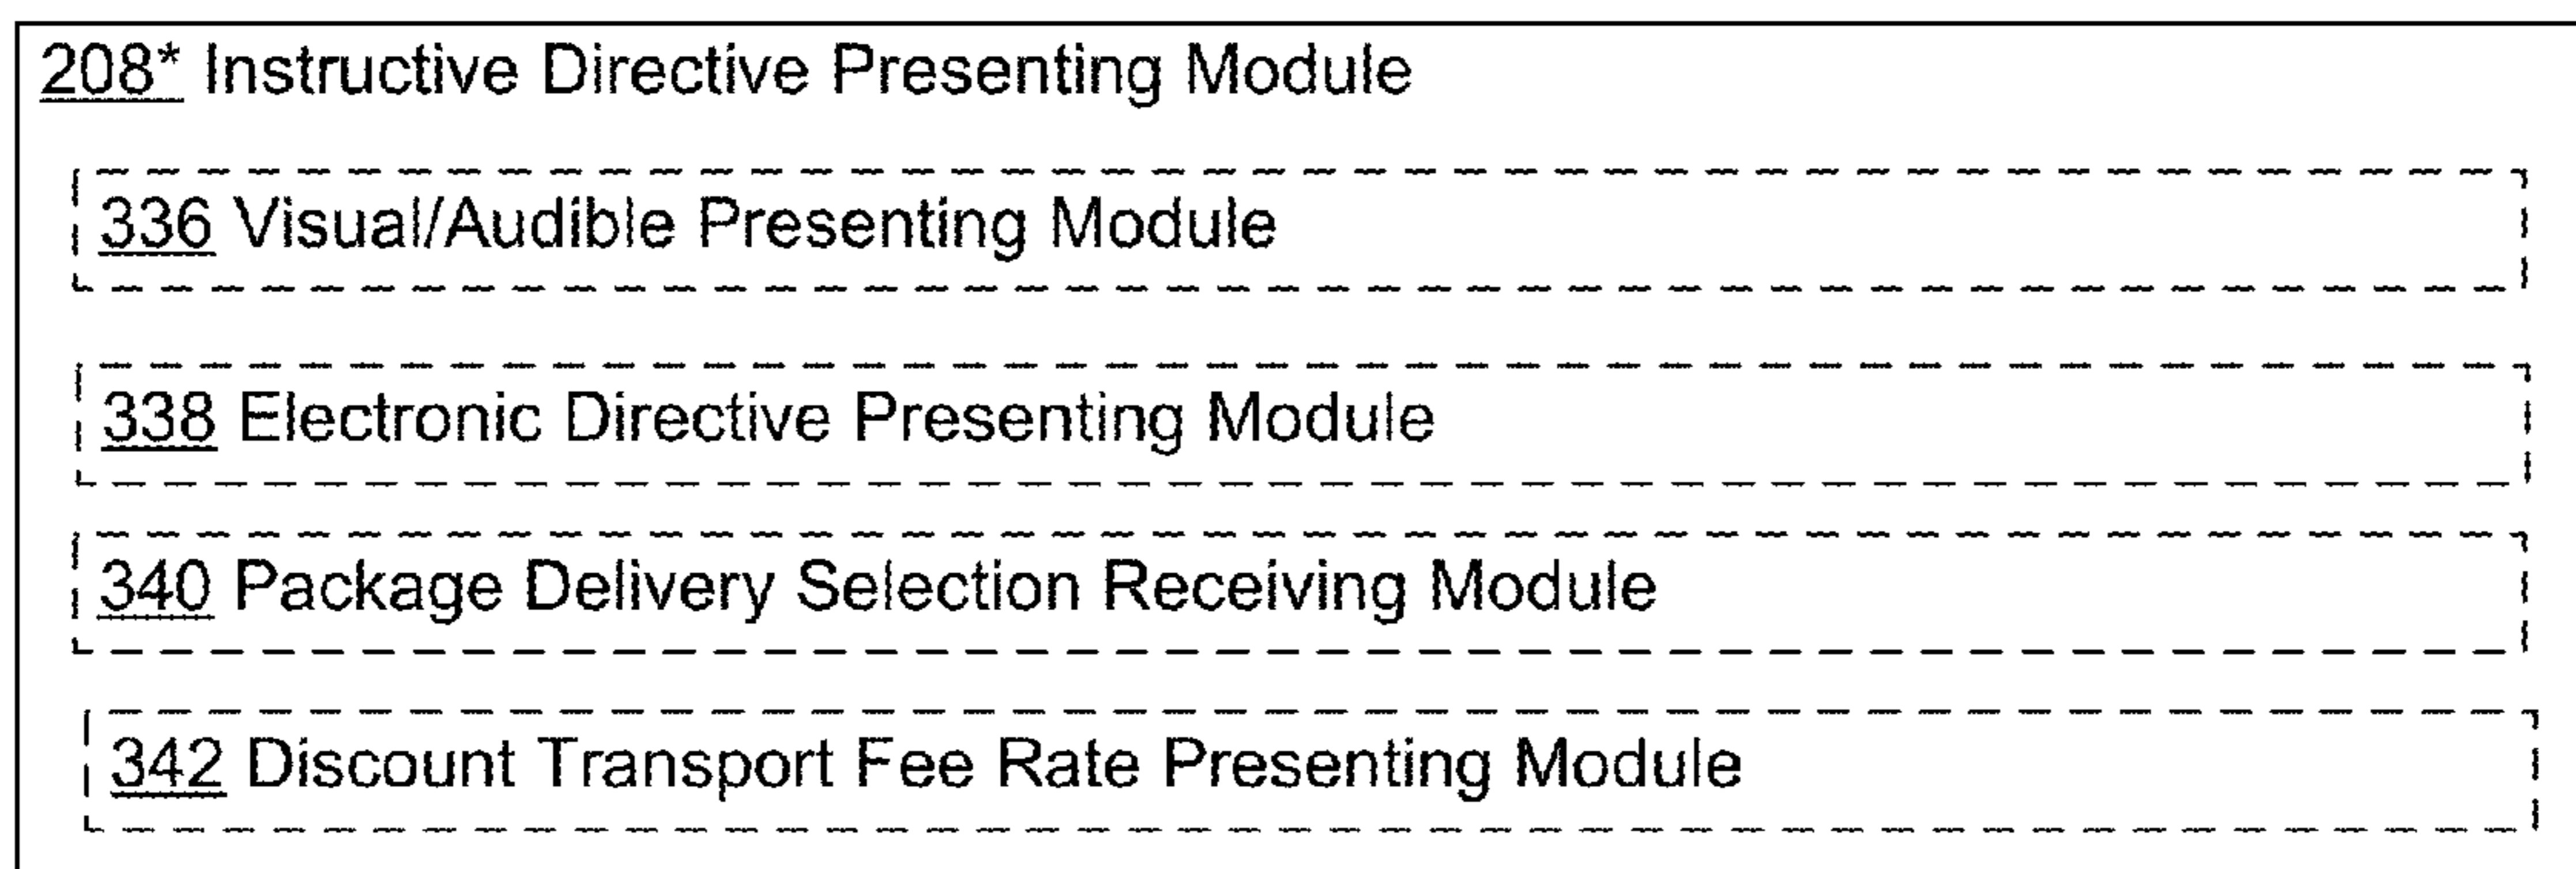 208* Instructive Directive Presenting Module
336 Visual/Audible Presenting Module
338 Electronic Directive Presenting Module
340 Package Delivery Selection Receiving Module
342 Discount Transport Fee Rate Presenting Module